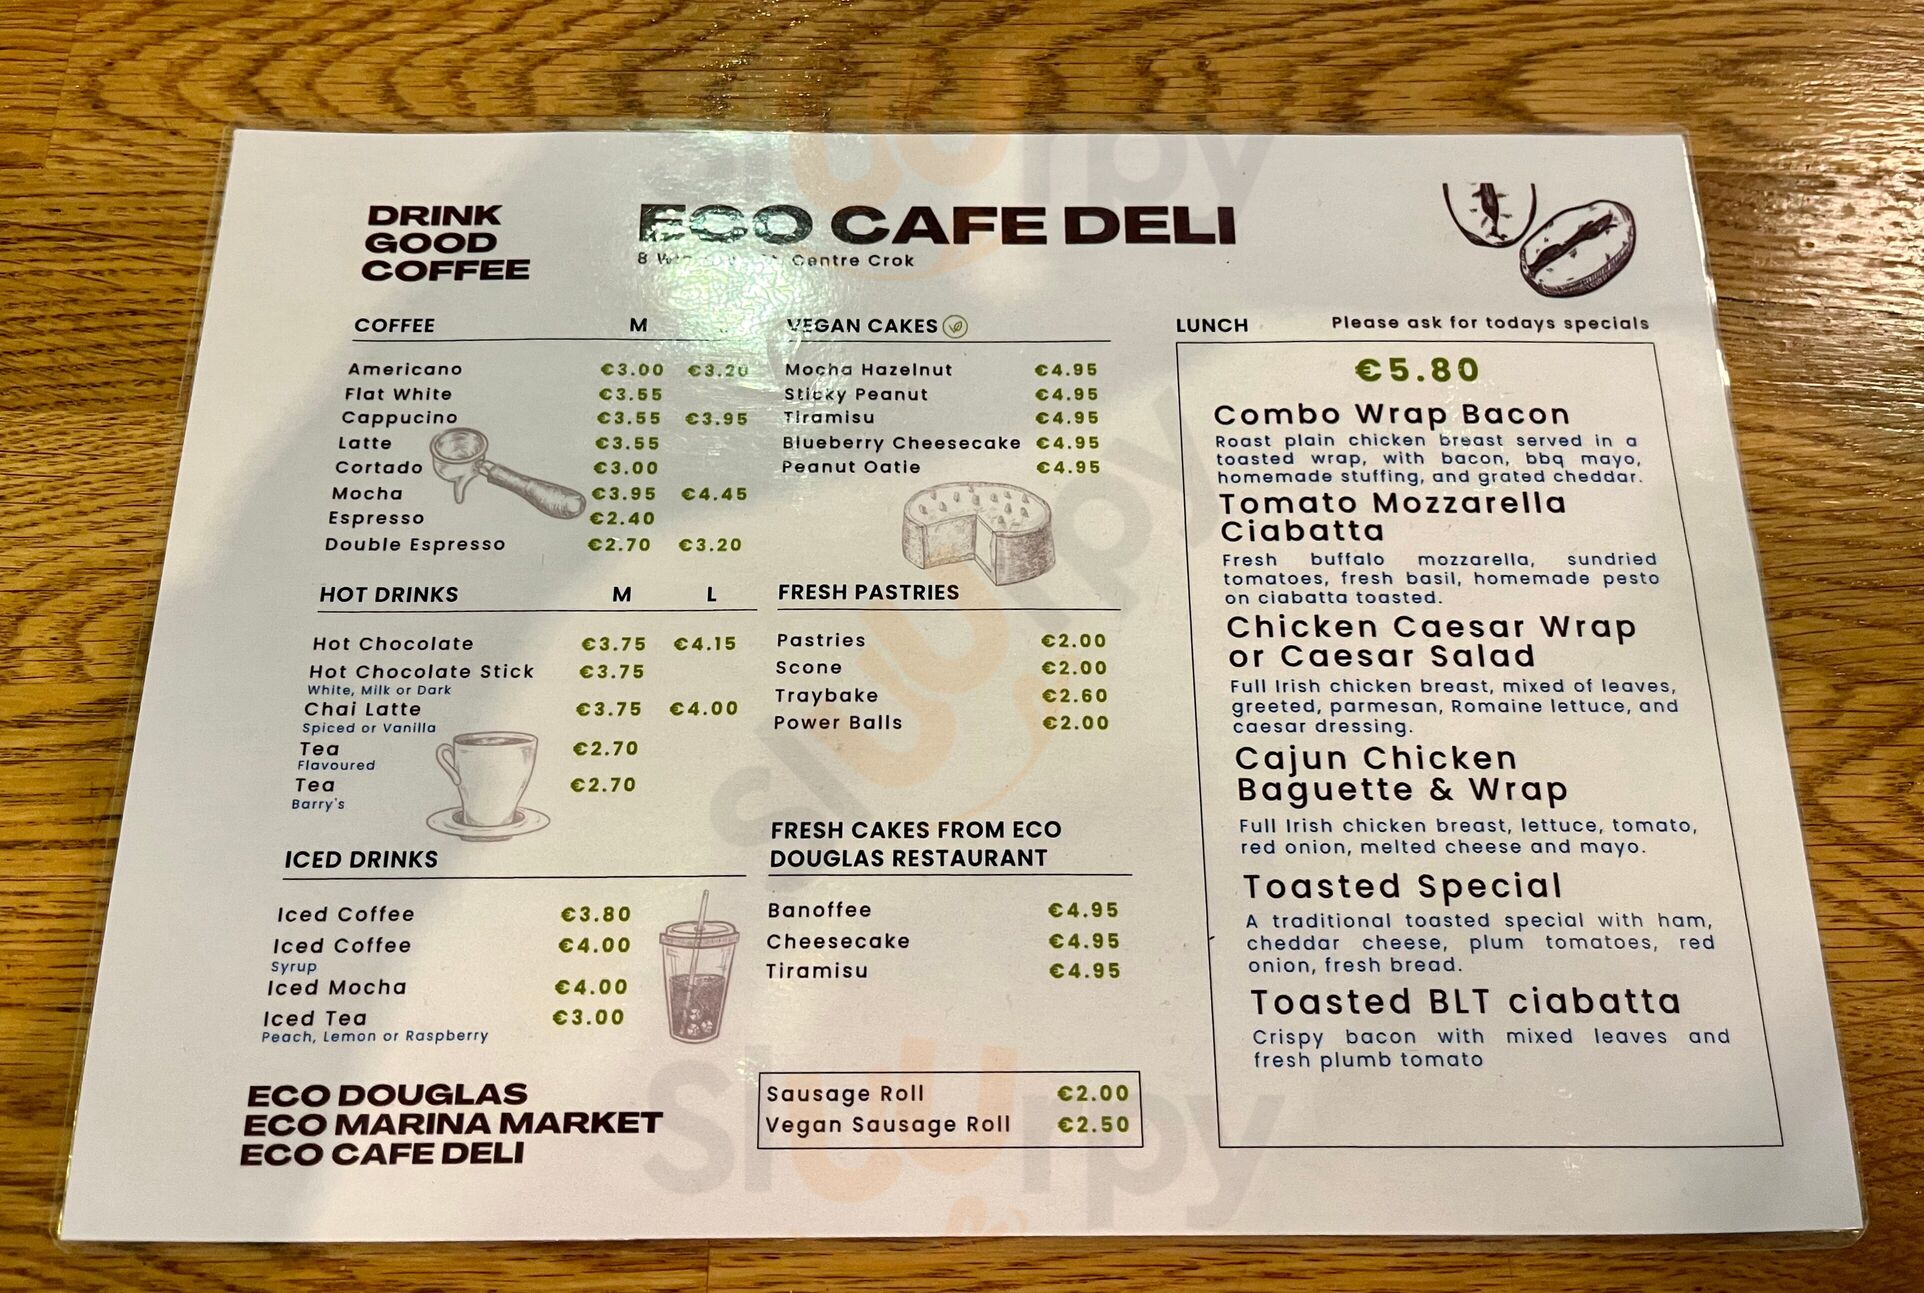 DRINK
GOOD
COFFEE
ECO CAFE DELI
8 Centre Crok
COFFEE M
Americano €3.00 €3.20
Flat White €3.55
Cappucino €3.55 €3.95
Latte €3.55
Cortado €3.00
Mocha €3.95 €4.45
Espresso €2.40
Double Espresso €2.70 €3.20
HOT DRINKS M L
Hot Chocolate €3.75 €4.15
Hot Chocolate Stick €3.75
White, Milk or Dark
Chai Latte €3.75 €4.00
Spiced or Vanilla
Tea €2.70
Flavoured
Tea €2.70
Barry's
ICED DRINKS
Iced Coffee €3.80
Iced Coffee €4.00
Syrup
Iced Mocha €4.00
Iced Tea €3.00
Peach, Lemon or Raspberry
ECO DOUGLAS
ECO MARINA MARKET
ECO CAFE DELI
VEGAN CAKES
Mocha Hazelnut €4.95
Sticky Peanut €4.95
Tiramisu €4.95
Blueberry Cheesecake €4.95
Peanut Oatie €4.95
FRESH PASTRIES
Pastries €2.00
Scone €2.00
Traybake €2.60
Power Balls €2.00
FRESH CAKES FROM ECO
DOUGLAS RESTAURANT
Banoffee €4.95
Cheesecake €4.95
Tiramisu €4.95
Sausage Roll €2.00
Vegan Sausage Roll €2.50
LUNCH Please ask for todays specials
€5.80
Combo Wrap Bacon
Roast plain chicken breast served in a
toasted wrap, with bacon, bbq mayo,
homemade stuffing, and grated cheddar.
Tomato Mozzarella
Ciabatta
Fresh buffalo mozzarella, sundried
tomatoes, fresh basil, homemade pesto
on ciabatta toasted.
Chicken Caesar Wrap
or Caesar Salad
Full Irish chicken breast, mixed of leaves,
greeted, parmesan, Romaine lettuce, and
caesar dressing.
Cajun Chicken
Baguette & Wrap
Full Irish chicken breast, lettuce, tomato,
red onion, melted cheese and mayo.
Toasted Special
A traditional toasted special with ham,
cheddar cheese, plum tomatoes, red
onion, fresh bread.
Toasted BLT ciabatta
Crispy bacon with mixed leaves and
fresh plumb tomato
Slurpy
Slurpy
Slurpy